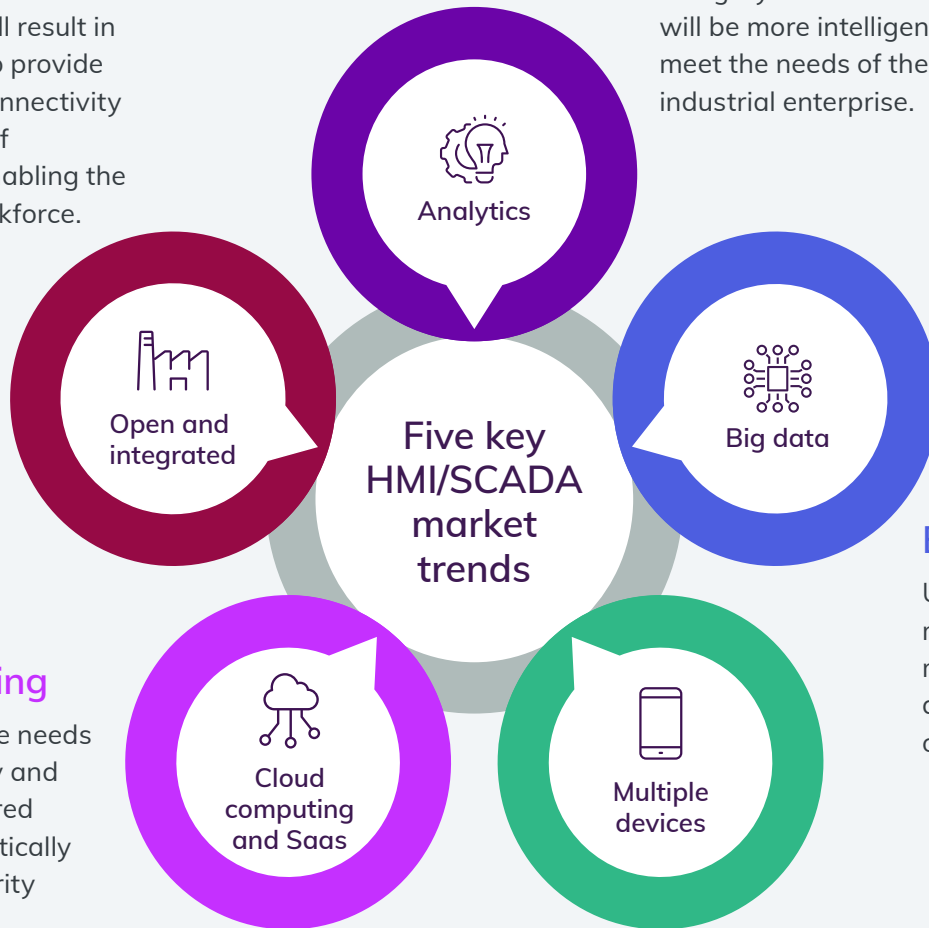 ll result in
provide
nnectivity
f
abling the
kforce.
will be more intelligen
meet the needs of the
industrial enterprise.
Analytics
Open and
integrated
Big data
Five key
HMI/SCADA
market
trends
ing
e needs
y and
red
tically
rity
Cloud
computing
and Saas
Multiple
devices